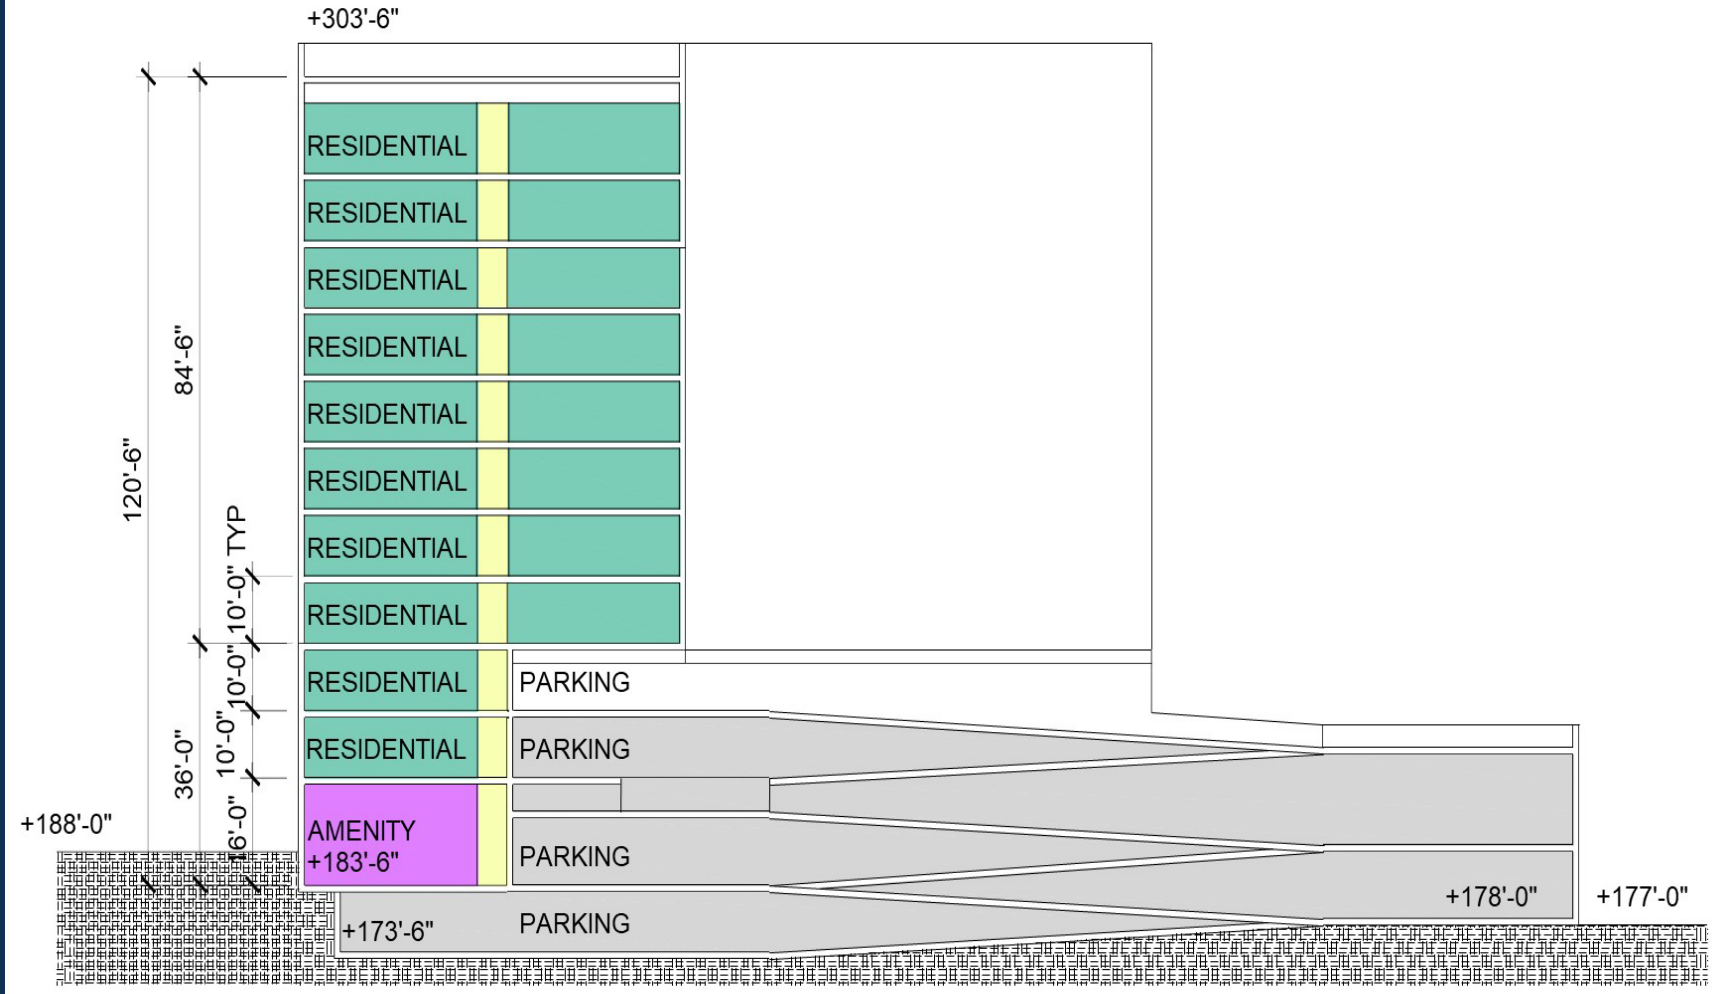 +303'-6"
RESIDENTIAL
RESIDENTIAL
RESIDENTIAL
RESIDENTIAL
84'-6"
RESIDENTIAL
120'-6"
RESIDENTIAL
10'-0" TYP
RESIDENTIAL
RESIDENTIAL
10'-0"
RESIDENTIAL
PARKING
10'-0"
RESIDENTIAL
PARKING
36'-0"
16'-0"
+188'-0"
AMENITY
+183'-6"
PARKING
+178'-0"
+177'-0"
+173'-6"
PARKING